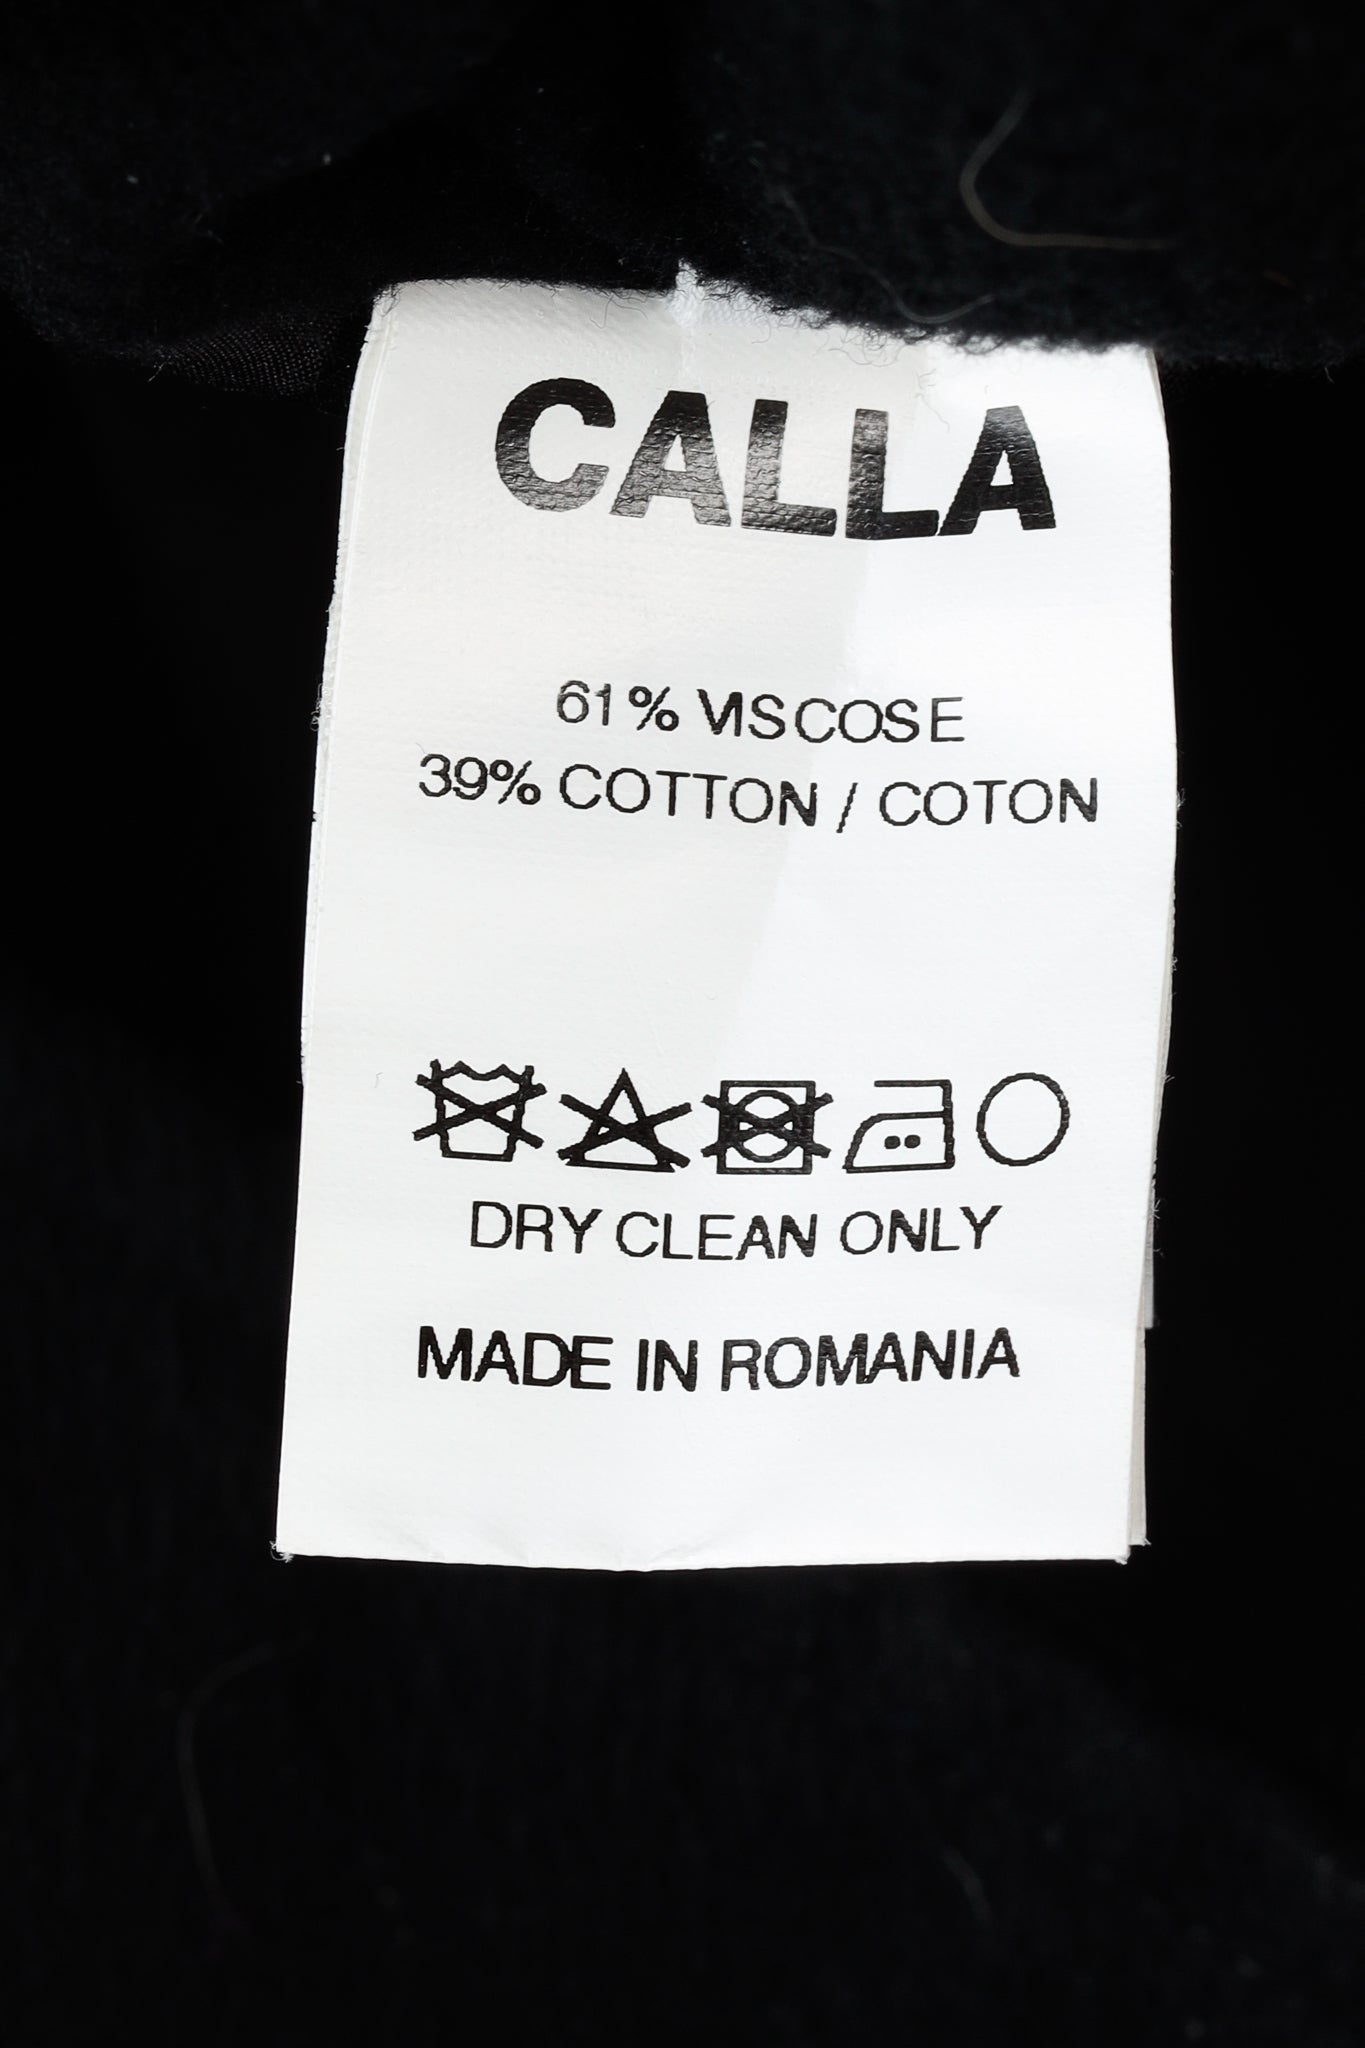 CALLA
61% VISCOSE
39% COTTON / COTON
DRY CLEAN ONLY
MADE IN ROMANIA